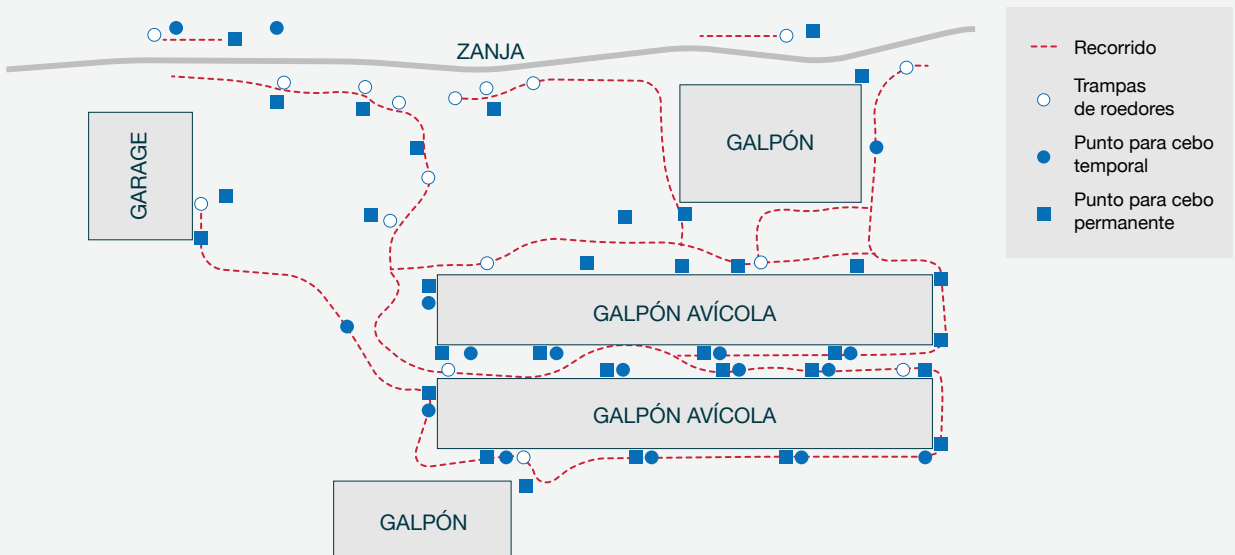 ZANJA
GARAGE
GALPÓN
GALPÓN AVÍCOLA
GALPÓN AVÍCOLA
GALPÓN
Recorrido
Trampas
de roedores
Punto para cebo
temporal
Punto para cebo
permanente